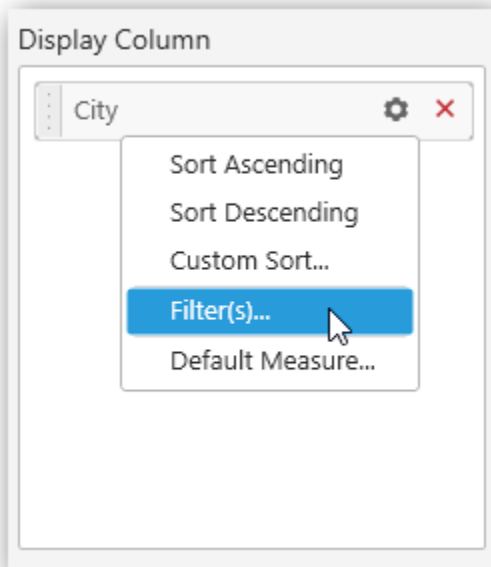 Display Column
City
Sort Ascending
Sort Descending
Custom Sort...
Filter(s)...
Default Measure...